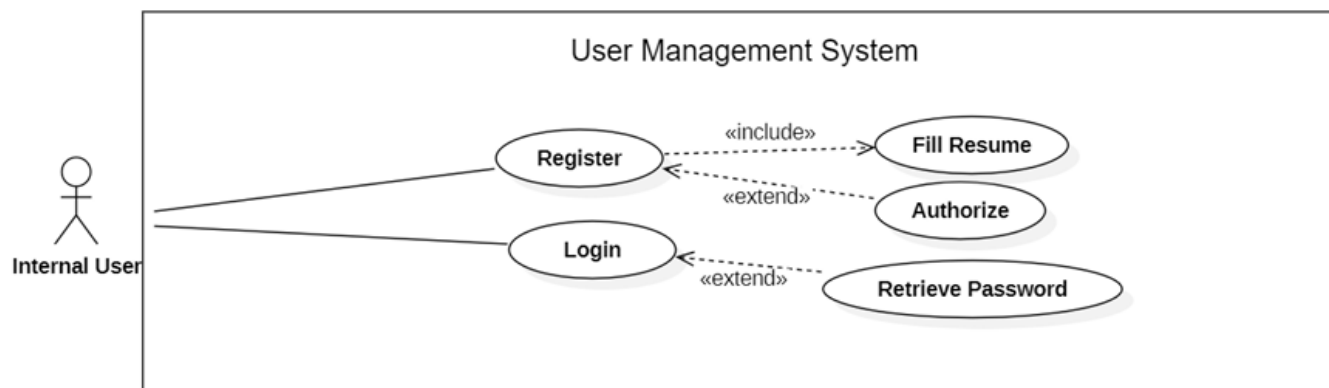 User Management System
«include»
Fill Resume
Register
«extend»
Authorize
Login
Internal User
«extend»
Retrieve Password